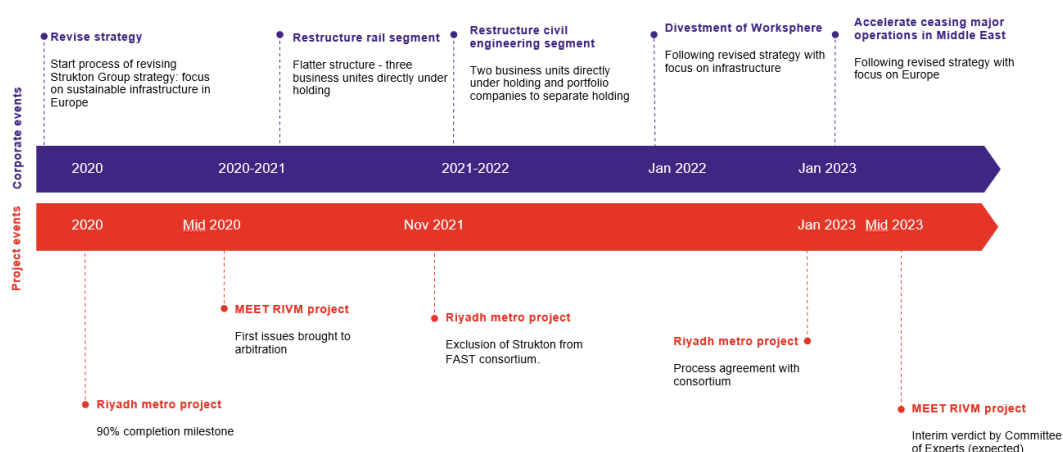 Corporate events
Revise strategy
Start process of revising
Strukton Group strategy: focus
on sustainable infrastructure in
Europe
Restructure rail segment
Flatter structure - three
business unites directly under
holding
Restructure civil
engineering segment
Two business units directly
under holding and portfolio
companies to separate holding
Divestment of Worksphere
Following revised strategy with
focus on infrastructure
Accelerate ceasing major
operations in Middle East
Following revised strategy with
focus on Europe
2020
2020-2021
2021-2022
Jan 2022
Jan 2023
Project events
2020
Mid 2020
Nov 2021
Jan 2023
Mid 2023
MEET RIVM project
First issues brought to
arbitration
Riyadh metro project
Exclusion of Strukton from
FAST consortium.
Riyadh metro project
Process agreement with
consortium
Riyadh metro project
90% completion milestone
MEET RIVM project
Interim verdict by Committee
of Experts (expected)